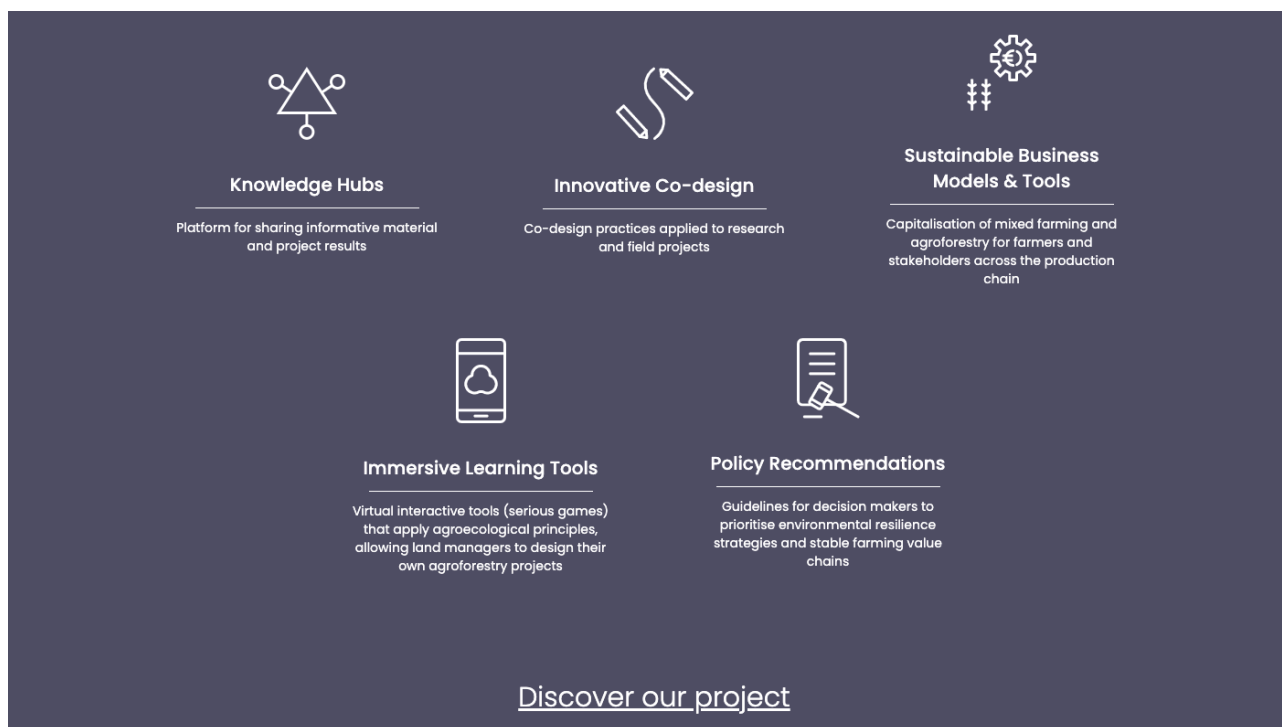 Knowledge Hubs
Platform for sharing informative material
and project results
Innovative Co-design
Co-design practices applied to research
and field projects
Sustainable Business
Models & Tools
Capitalisation of mixed farming and
agroforestry for farmers and
stakeholders across the production
chain
Immersive Learning Tools
Virtual interactive tools (serious games)
that apply agroecological principles,
allowing land managers to design their
own agroforestry projects
Policy Recommendations
Guidelines for decision makers to
prioritise environmental resilience
strategies and stable farming value
chains
Discover our project